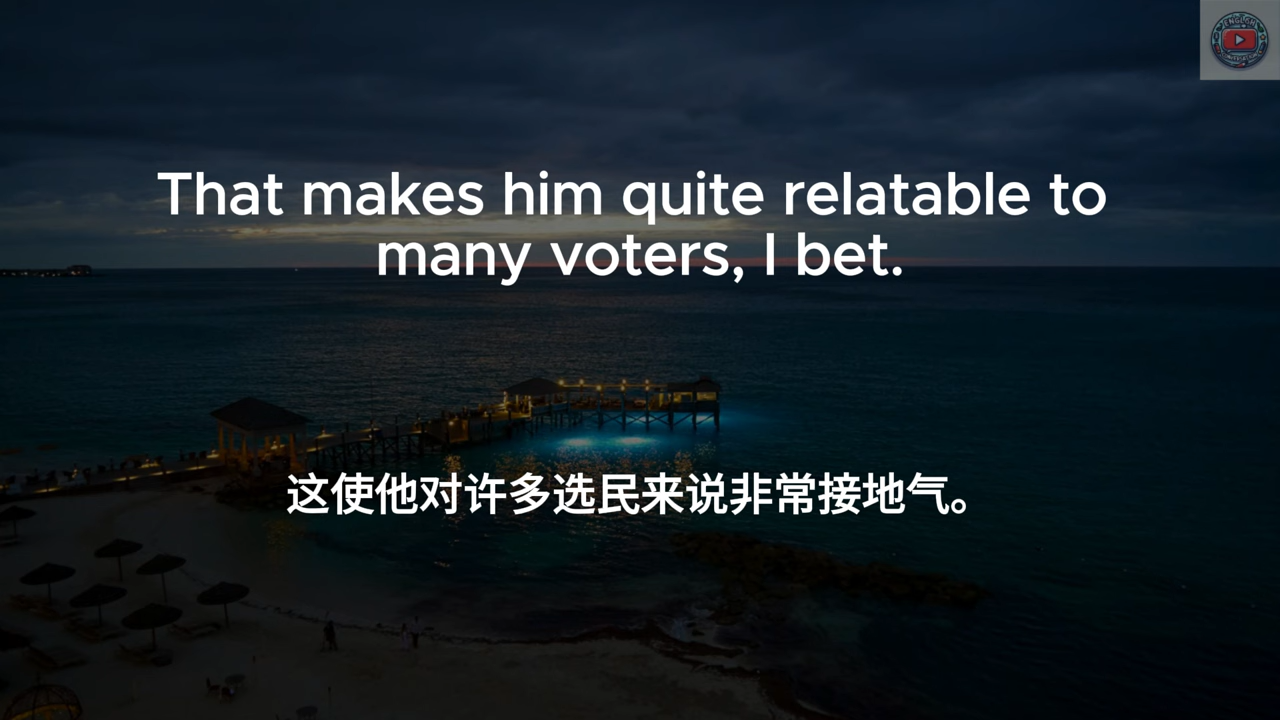 ENGLISH
That makes him quite relatable to
many voters, I bet.
这使他对许多选民来说非常接地气。